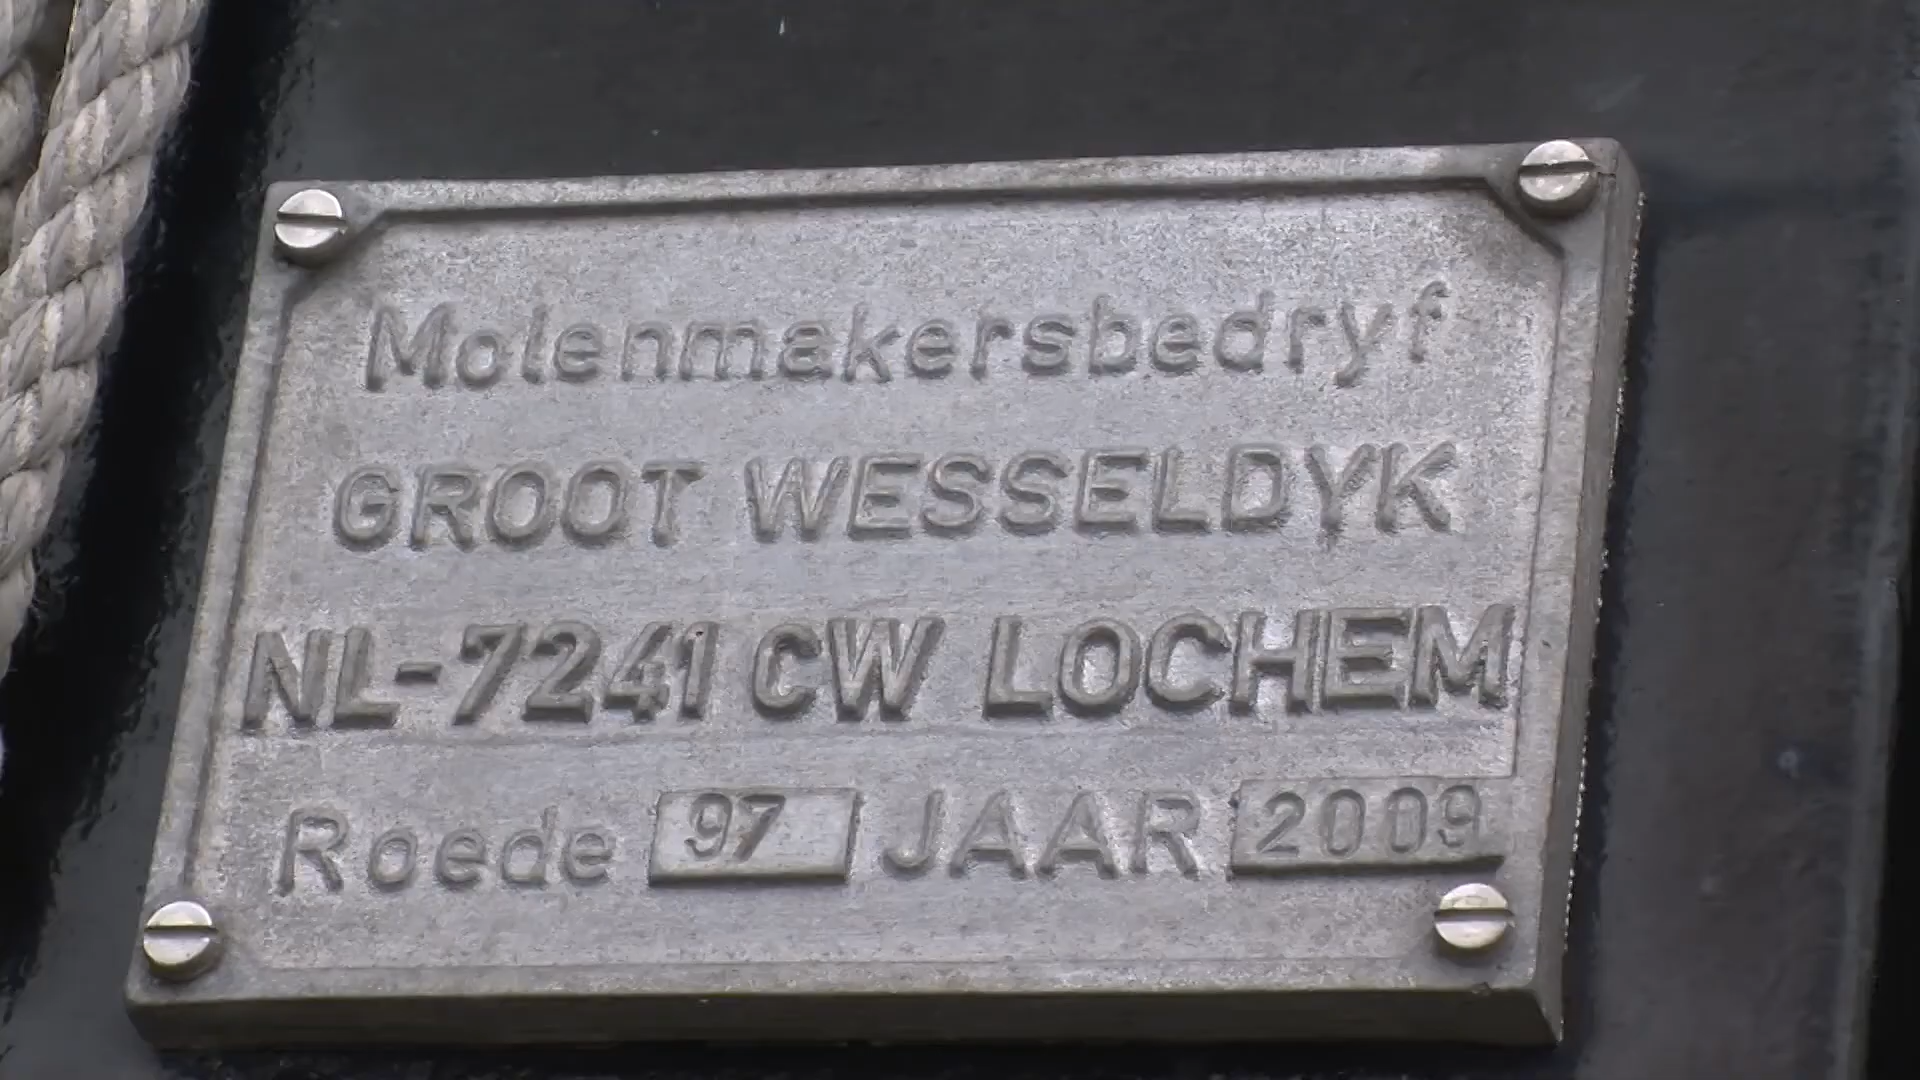 Molenmakersbedryf
GROOT WESSELDYK
NL-7241 CW LOCHEM
Roede 97 JAAR 2009